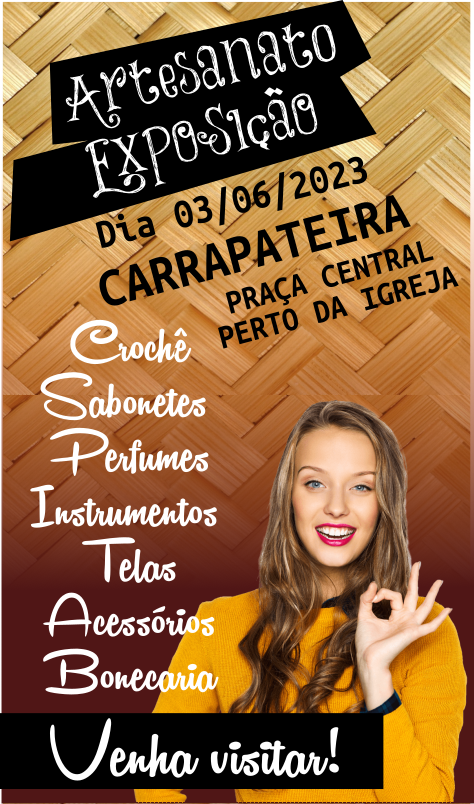 Artesanato
EXPOSIÇÃO
Dia 03/06/2023
CARRAPATEIRA
PRAÇA CENTRAL
PERTO DA IGREJA
Crochê
Sabonetes
Perfumes
Instrumentos
Telas
Acessórios
Bonecaria
Venha visitar!